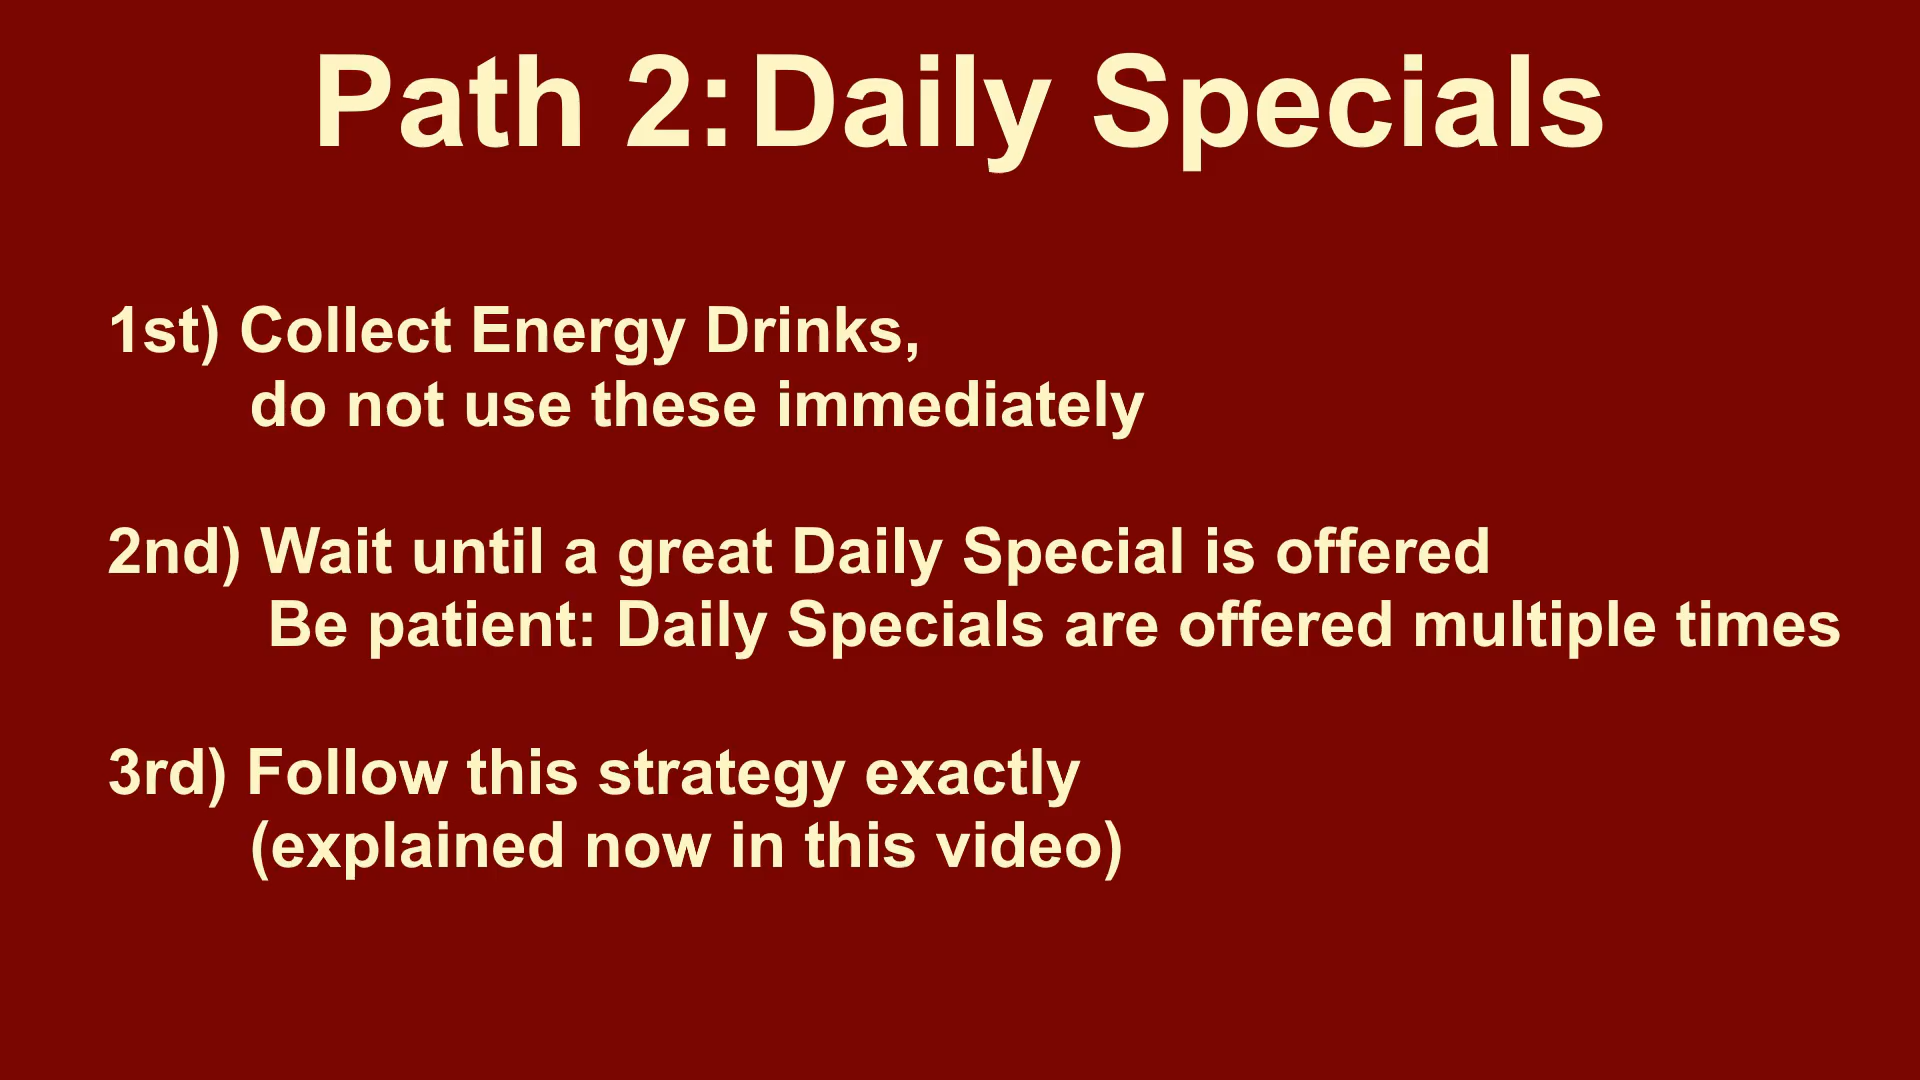 Path 2: Daily Specials
1st) Collect Energy Drinks,
do not use these immediately
2nd) Wait until a great Daily Special is offered
Be patient: Daily Specials are offered multiple times
3rd) Follow this strategy exactly
(explained now in this video)